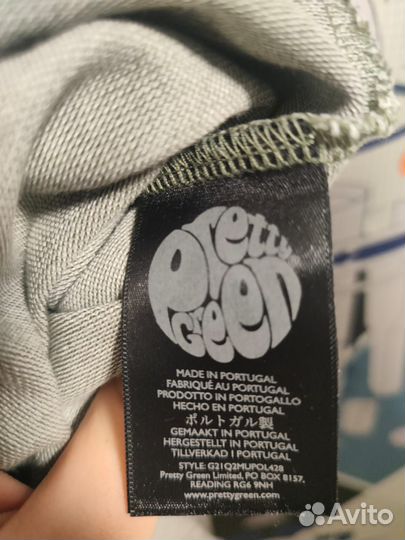 Pretty
GREEN
MADE IN PORTUGAL
FABRIQUÉ AU PORTUGAL
PRODOTTO IN PORTOGALLO
HECHO EN PORTUGAL
ポルトガル製
GEMAAKT IN PORTUGAL
HERGESTELLT IN PORTUGAL
TILLVERKAD I PORTUGAL
STYLE: G21Q2MUPOL428
Pretty Green Limited, PO BOX 8157,
READING RG6 9NH
www.prettygreen.com
Avito